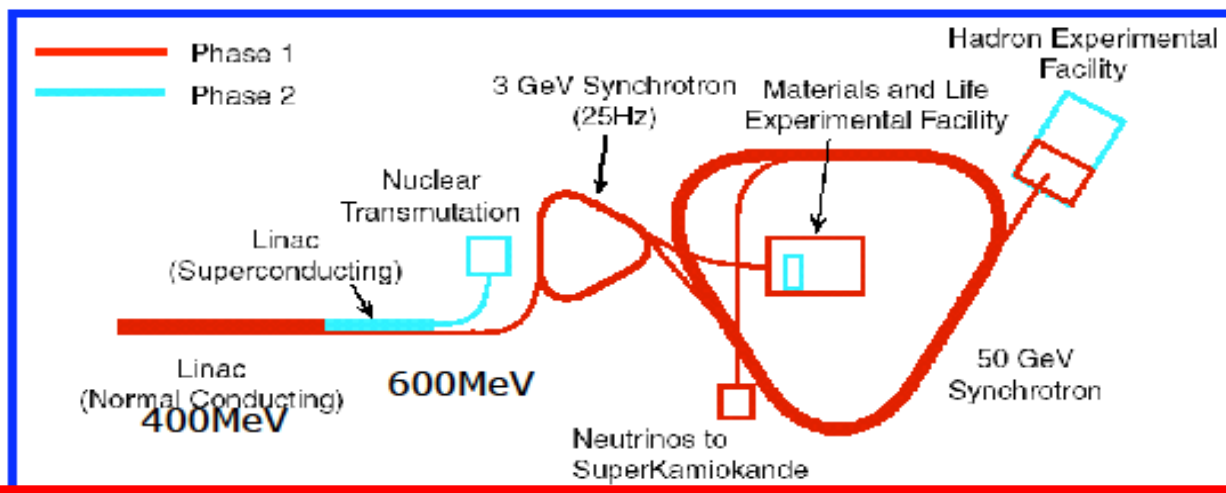 Phase 1
Phase 2
Hadron Experimental
Facility
3 GeV Synchrotron
(25Hz)
Materials and Life
Experimental Facility
Nuclear
Transmutation
Linac
(Superconducting)
Linac
(Normal Conducting)
400MeV
600MeV
50 GeV
Synchrotron
Neutrinos to
SuperKamiokande